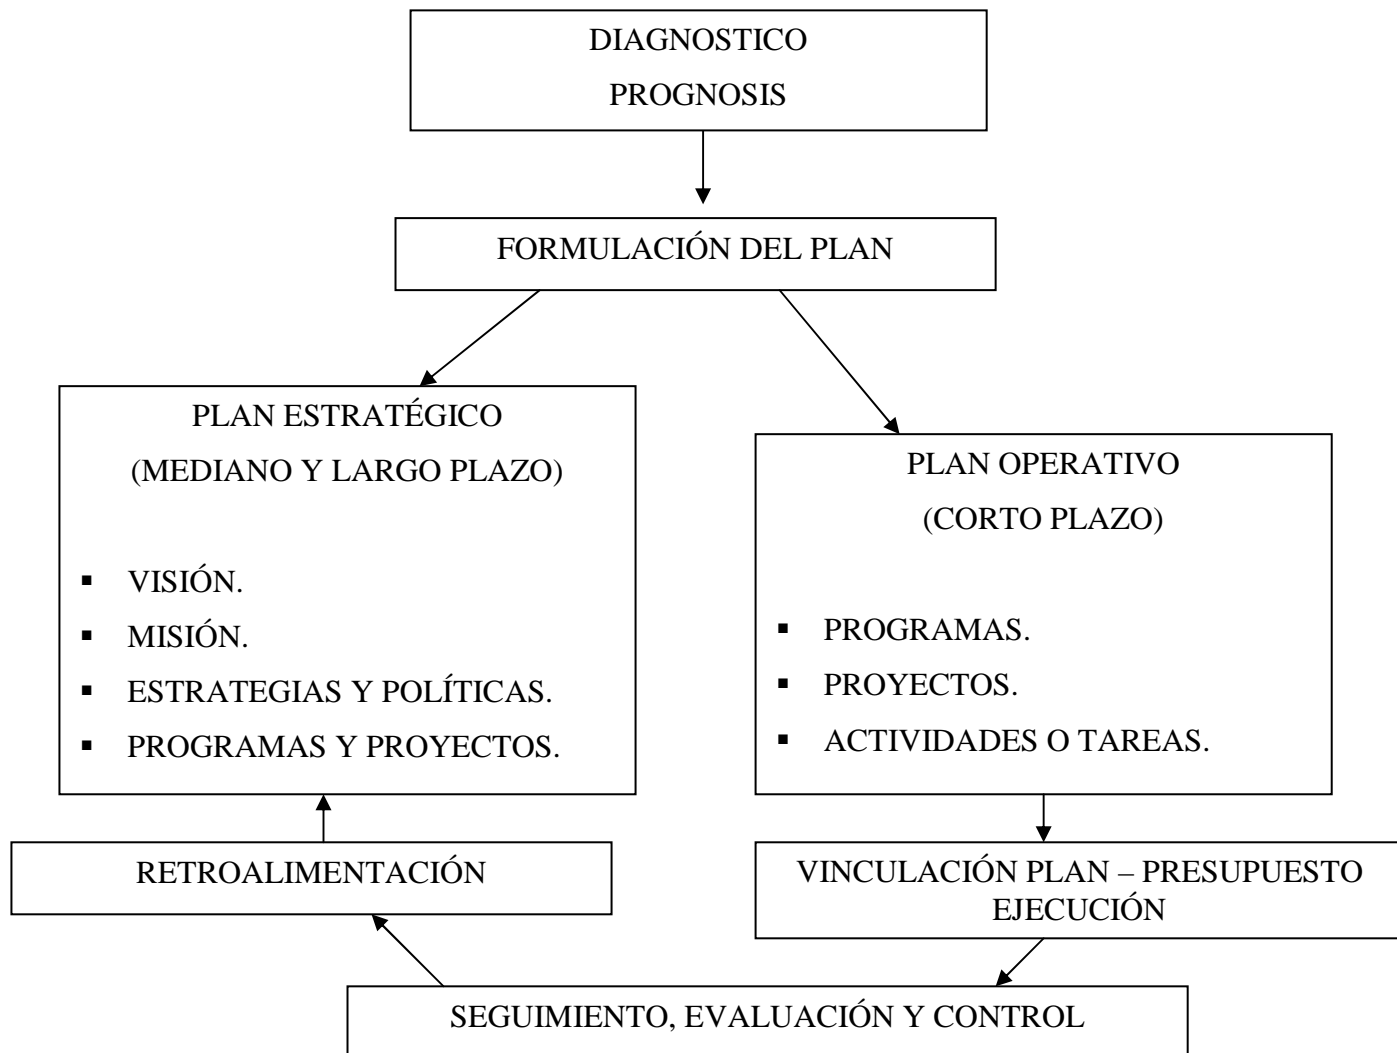 DIAGNOSTICO
PROGNOSIS
FORMULACIÓN DEL PLAN
PLAN ESTRATÉGICO
(MEDIANO Y LARGO PLAZO)
▪ VISIÓN.
▪ MISIÓN.
▪ ESTRATEGIAS Y POLÍTICAS.
▪ PROGRAMAS Y PROYECTOS.
PLAN OPERATIVO
(CORTO PLAZO)
▪ PROGRAMAS.
▪ PROYECTOS.
▪ ACTIVIDADES O TAREAS.
RETROALIMENTACIÓN
VINCULACIÓN PLAN – PRESUPUESTO
EJECUCIÓN
SEGUIMIENTO, EVALUACIÓN Y CONTROL